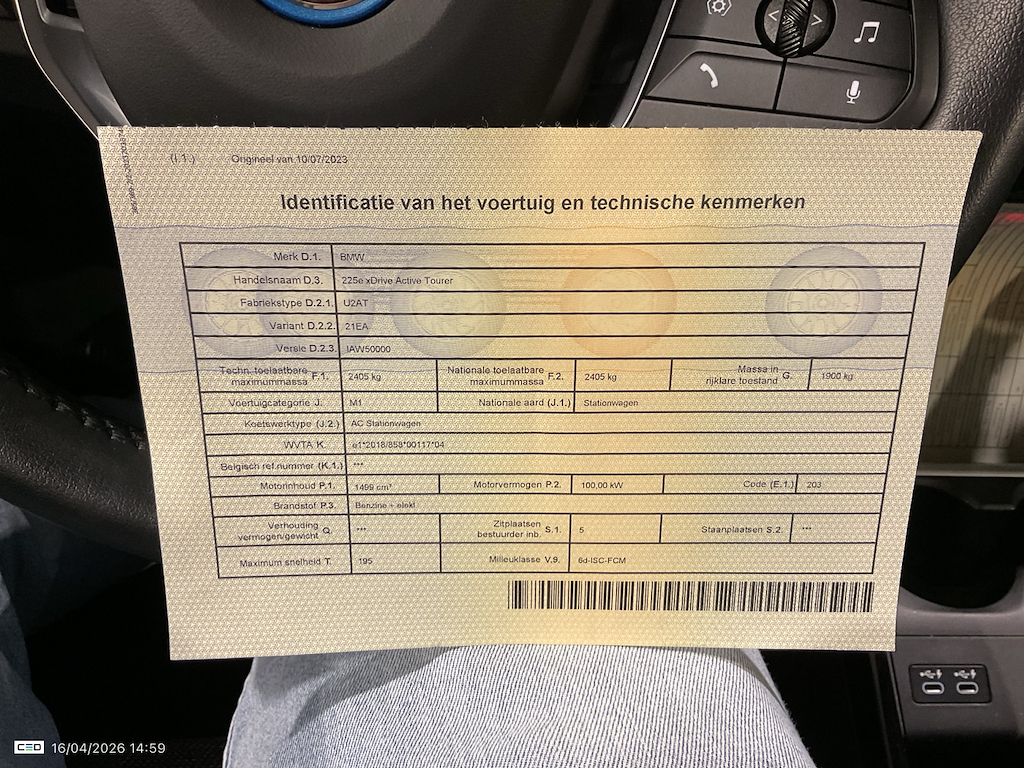 (I.1.) Origineel van 10/07/2023
Identificatie van het voertuig en technische kenmerken
Merk D.1. BMW
Handelsnaam D.3. 225e xDrive Active Tourer
Fabriekstype D.2.1. U2AT
Variant D.2.2. 21EA
Versie D.2.3. IAW50000
Techn. toelaatbare maximummassa F.1. 2405 kg Nationale toelaatbare maximummassa F.2. 2405 kg Massa in rijklare toestand G. 1900 kg
Voertuigcategorie J. M1 Nationale aard (J.1.) Stationwagen
Koetswerktype (J.2.) AC Stationwagen
WVTA K. e1*2018/858*00117*04
Belgisch ref.nummer (K.1.) ***
Motorinhoud P.1. 1499 cm³ Motorvermogen P.2. 100,00 kW Code (E.1.) 203
Brandstof P.3. Benzine + elekt
Verhouding vermogen/gewicht Q. *** Zitplaatsen bestuurder inb. S.1. 5 Staanplaatsen S.2. ***
Maximum snelheid T. 195 Milieuklasse V.9. 6d-ISC-FCM
CEO 16/04/2026 14:59